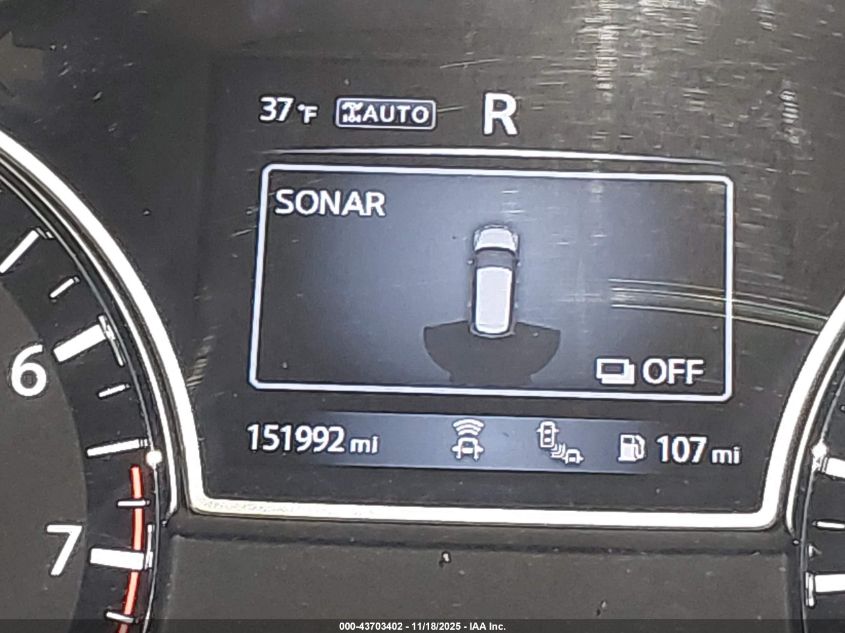 37°F AUTO R
SONAR
OFF
151992 mi 107 mi
6
7
000-43703402 - 11/18/2025 - IAA Inc.